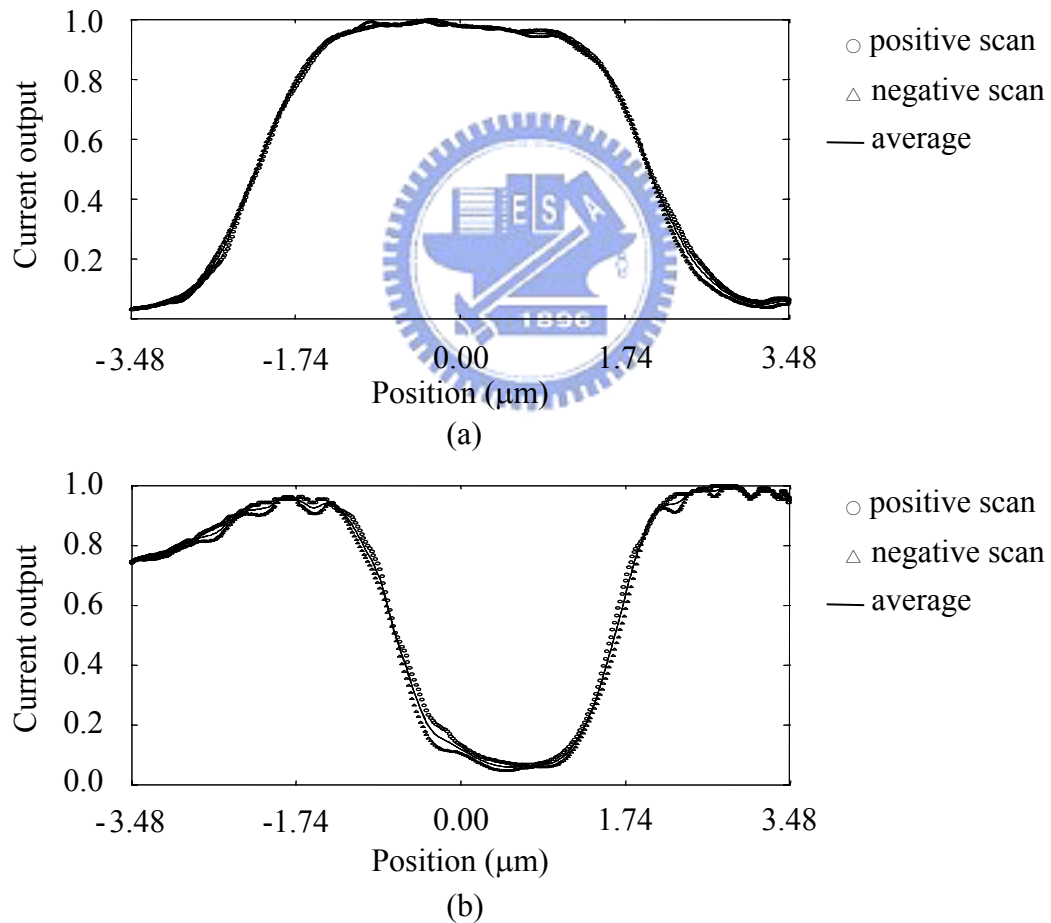 1.0
0.8
0.6
0.4
0.2
Current output
-3.48 -1.74 0.00 1.74 3.48
Position (μm)
(a)
○ positive scan
△ negative scan
— average
E S A
1896
1.0
0.8
0.6
0.4
0.2
0.0
Current output
-3.48 -1.74 0.00 1.74 3.48
Position (μm)
(b)
○ positive scan
△ negative scan
— average